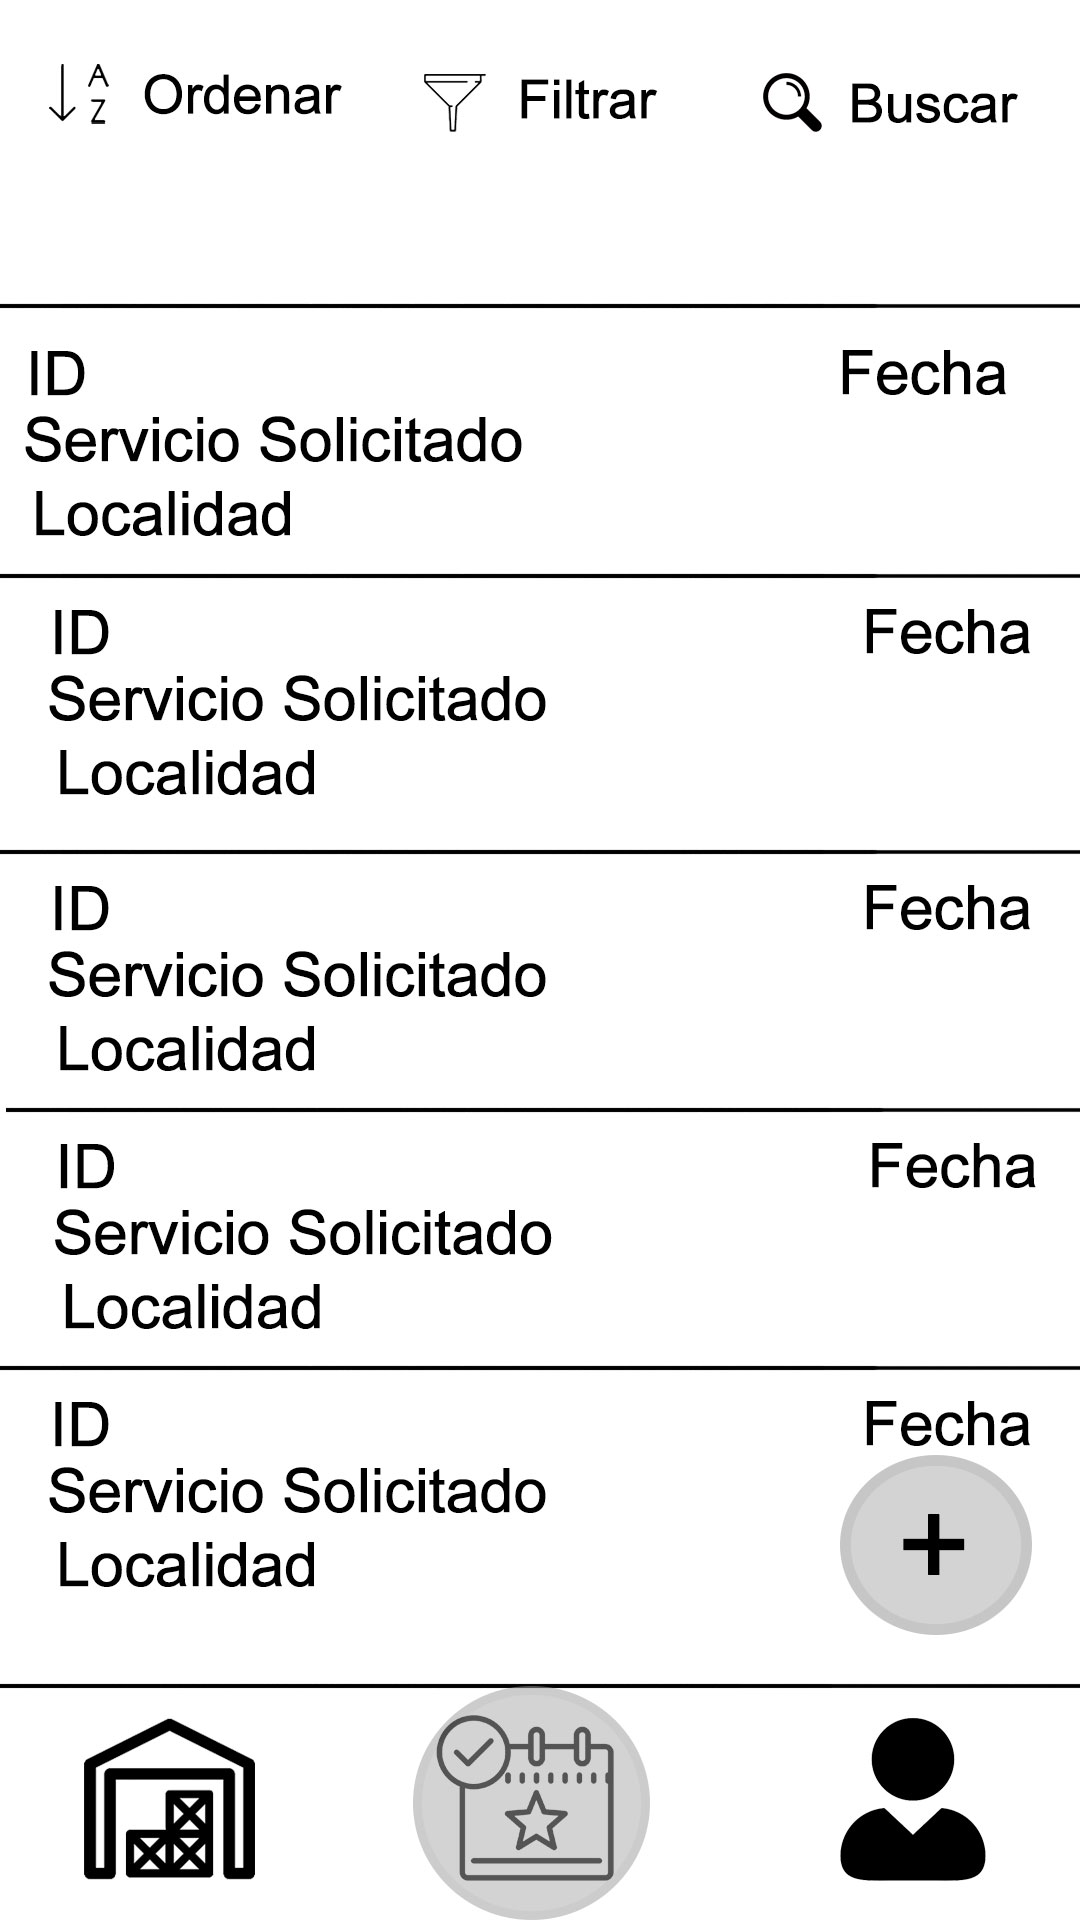 A
Z
Ordenar Filtrar Buscar
ID Fecha
Servicio Solicitado
Localidad
ID Fecha
Servicio Solicitado
Localidad
ID Fecha
Servicio Solicitado
Localidad
ID Fecha
Servicio Solicitado
Localidad
ID Fecha
Servicio Solicitado
Localidad
+